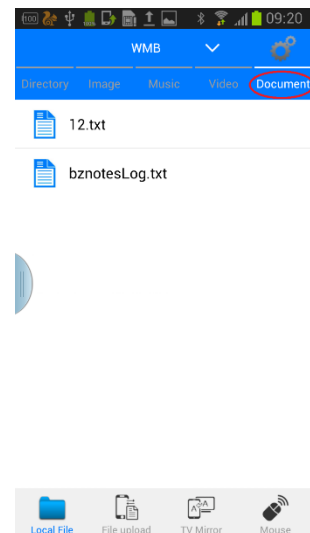 100 09:20
WMB
Directory Image Music Video Document
12.txt
bznotesLog.txt
A A
Local File File upload TV Mirror Mouse